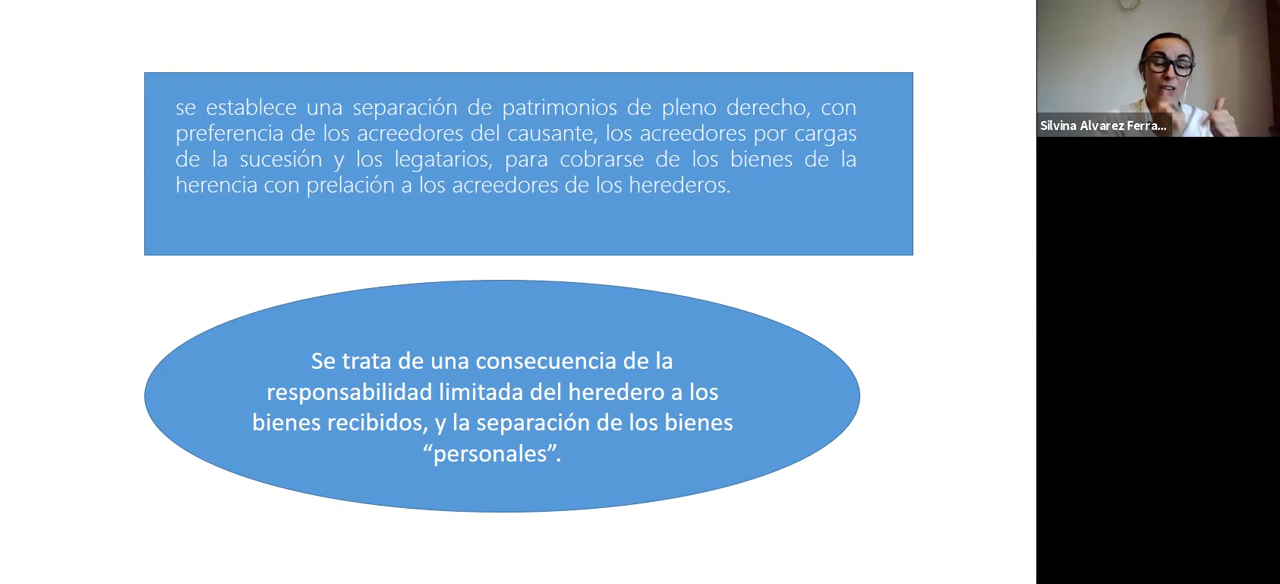 se establece una separación de patrimonios de pleno derecho, con
preferencia de los acreedores del causante, los acreedores por cargas
de la sucesión y los legatarios, para cobrarse de los bienes de la
herencia con prelación a los acreedores de los herederos.
Se trata de una consecuencia de la
responsabilidad limitada del heredero a los
bienes recibidos, y la separación de los bienes
“personales”.
Silvina Alvarez Ferra...